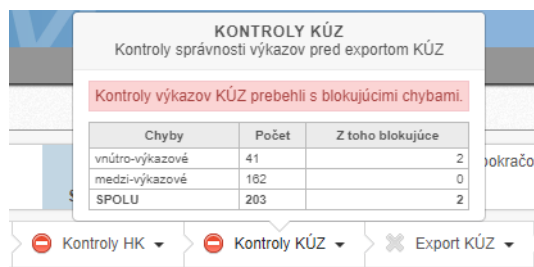 KONTROLY KÚZ
Kontroly správnosti výkazov pred exportom KÚZ
Kontroly výkazov KÚZ prebehli s blokujúcimi chybami.
Chyby Počet Z toho blokujúce
vnútro-výkazové 41 2
medzi-výkazové 162 0
SPOLU 203 2
Kontroly HK Kontroly KÚZ Export KÚZ